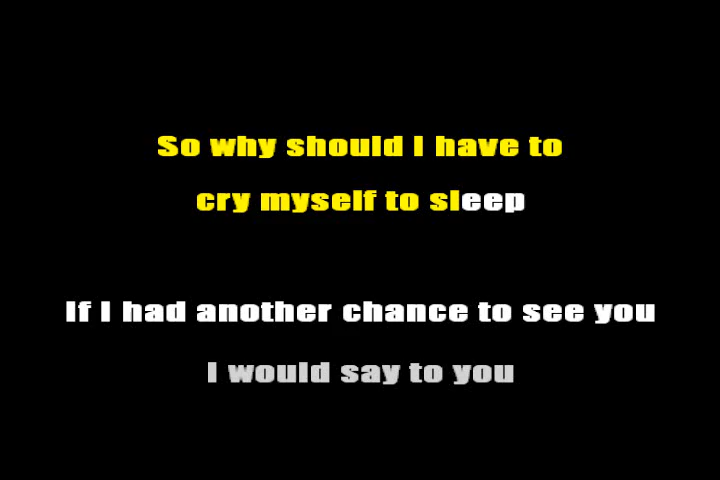 So why should I have to
cry myself to sleep
If I had another chance to see you
I would say to you